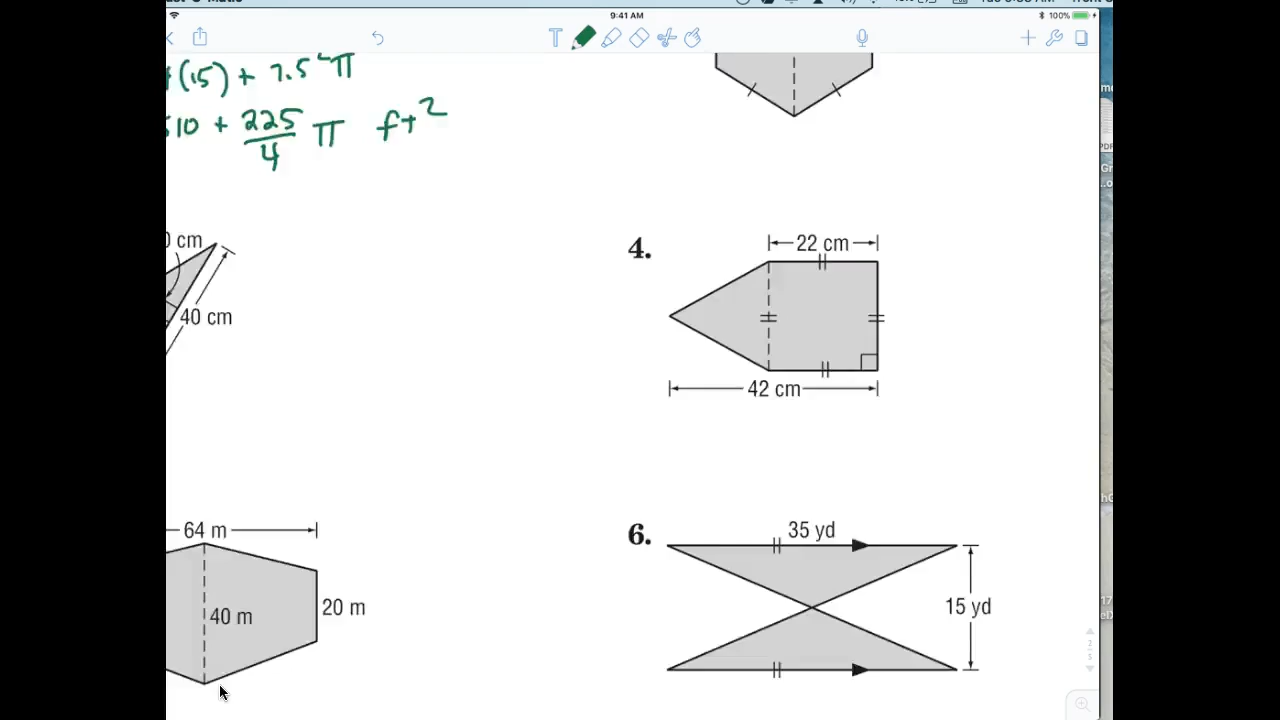 9:41 AM
100%
(15) + 7.5² π
510 + 225/4 π ft²
4.
22 cm
0 cm
40 cm
42 cm
64 m
40 m
20 m
6.
35 yd
15 yd